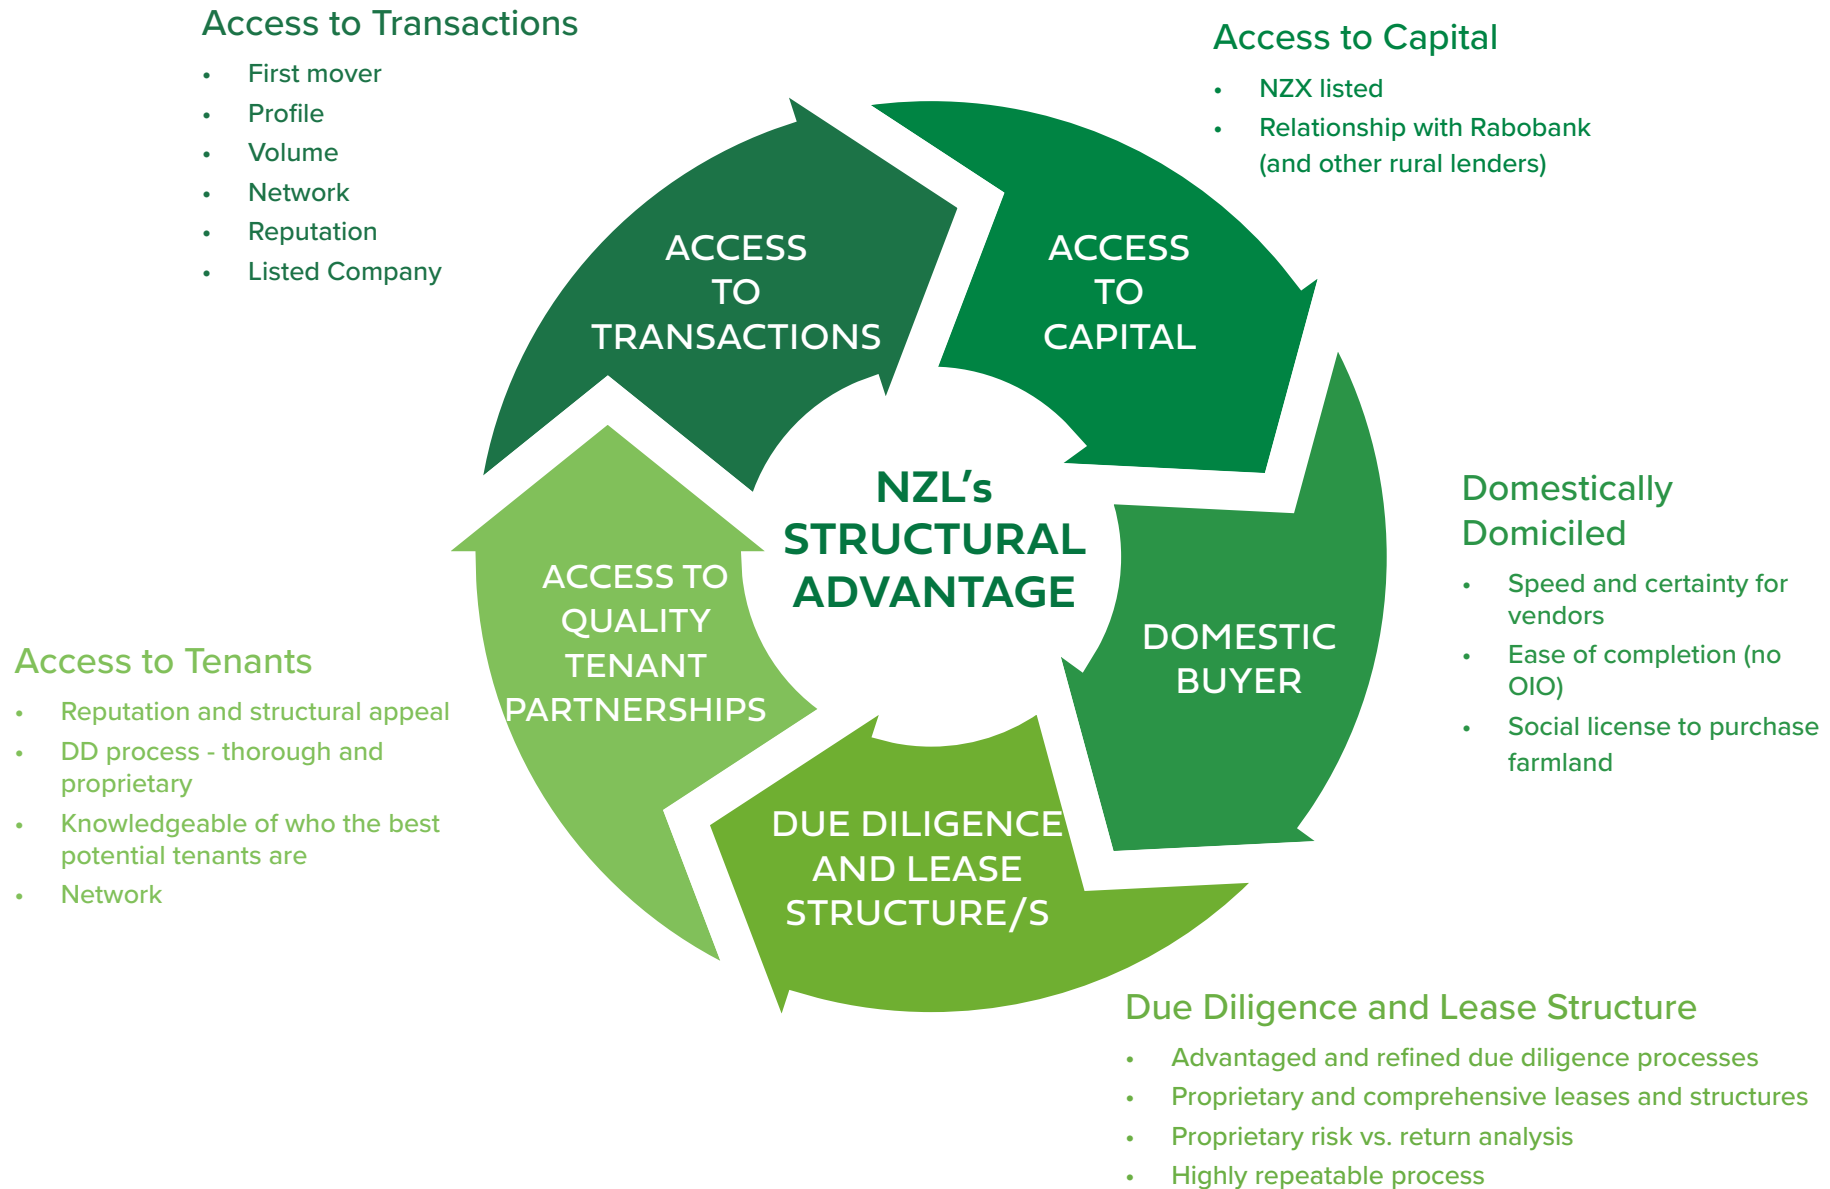 Access to Transactions
• First mover
• Profile
• Volume
• Network
• Reputation
• Listed Company
Access to Capital
• NZX listed
• Relationship with Rabobank
(and other rural lenders)
ACCESS
TO
TRANSACTIONS
ACCESS
TO
CAPITAL
NZL's
STRUCTURAL
ADVANTAGE
Domestically
Domiciled
• Speed and certainty for
vendors
• Ease of completion (no
OIO)
• Social license to purchase
farmland
ACCESS TO
QUALITY
TENANT
PARTNERSHIPS
DOMESTIC
BUYER
Access to Tenants
• Reputation and structural appeal
• DD process - thorough and
proprietary
• Knowledgeable of who the best
potential tenants are
• Network
DUE DILIGENCE
AND LEASE
STRUCTURE/S
Due Diligence and Lease Structure
• Advantaged and refined due diligence processes
• Proprietary and comprehensive leases and structures
• Proprietary risk vs. return analysis
• Highly repeatable process